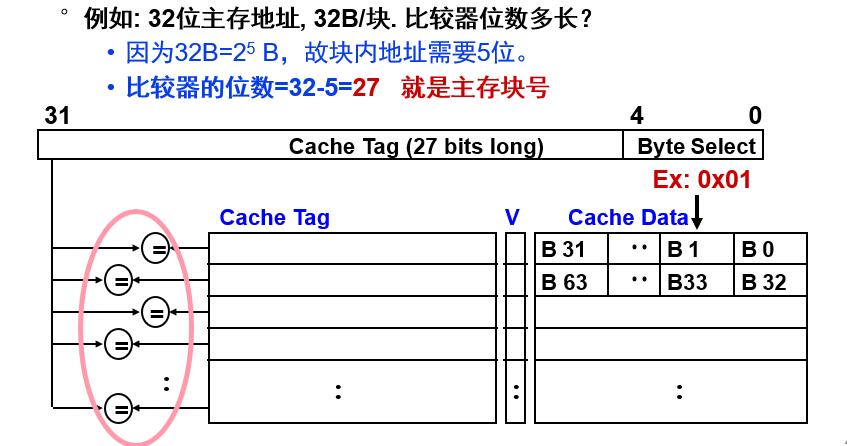 ° 例如: 32位主存地址, 32B/块. 比较器位数多长？
• 因为32B=2⁵ B，故块内地址需要5位。
• 比较器的位数=32-5=27 就是主存块号
31 4 0
Cache Tag (27 bits long) Byte Select
Ex: 0x01
Cache Tag V Cache Data
= B 31 ·· B 1 B 0
= B 63 ·· B33 B 32
=
=
: : : :
=